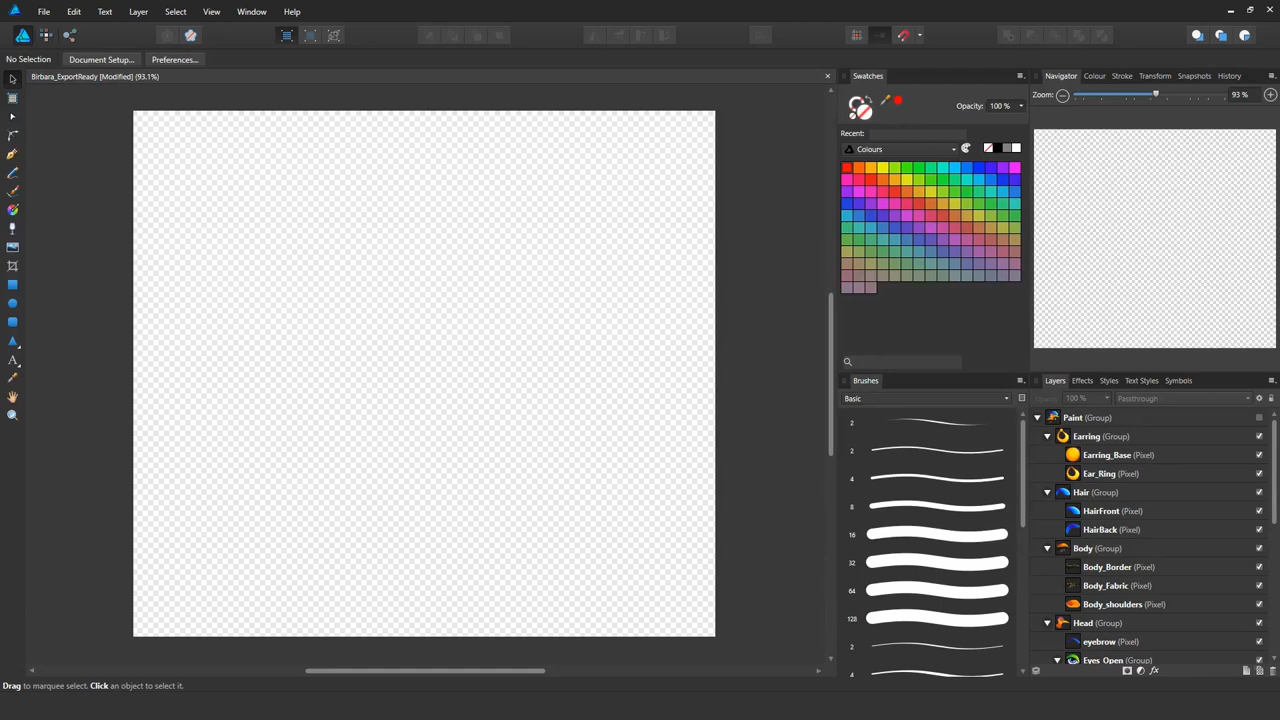 File Edit Text Layer Select View Window Help
No Selection Document Setup... Preferences...
Birbara_ExportReady [Modified] (93.1%)
Swatches
Opacity: 100 %
Recent:
Colours
Navigator Colour Stroke Transform Snapshots History
Zoom: 93 %
Brushes
Basic
2
2
4
8
16
32
64
128
2
4
Layers Effects Styles Text Styles Symbols
Opacity: 100 % Passthrough
Paint (Group)
Earring (Group)
Earring_Base (Pixel)
Ear_Ring (Pixel)
Hair (Group)
HairFront (Pixel)
HairBack (Pixel)
Body (Group)
Body_Border (Pixel)
Body_Fabric (Pixel)
Body_shoulders (Pixel)
Head (Group)
eyebrow (Pixel)
Eyes_Open (Group)
Drag to marquee select. Click an object to select it.